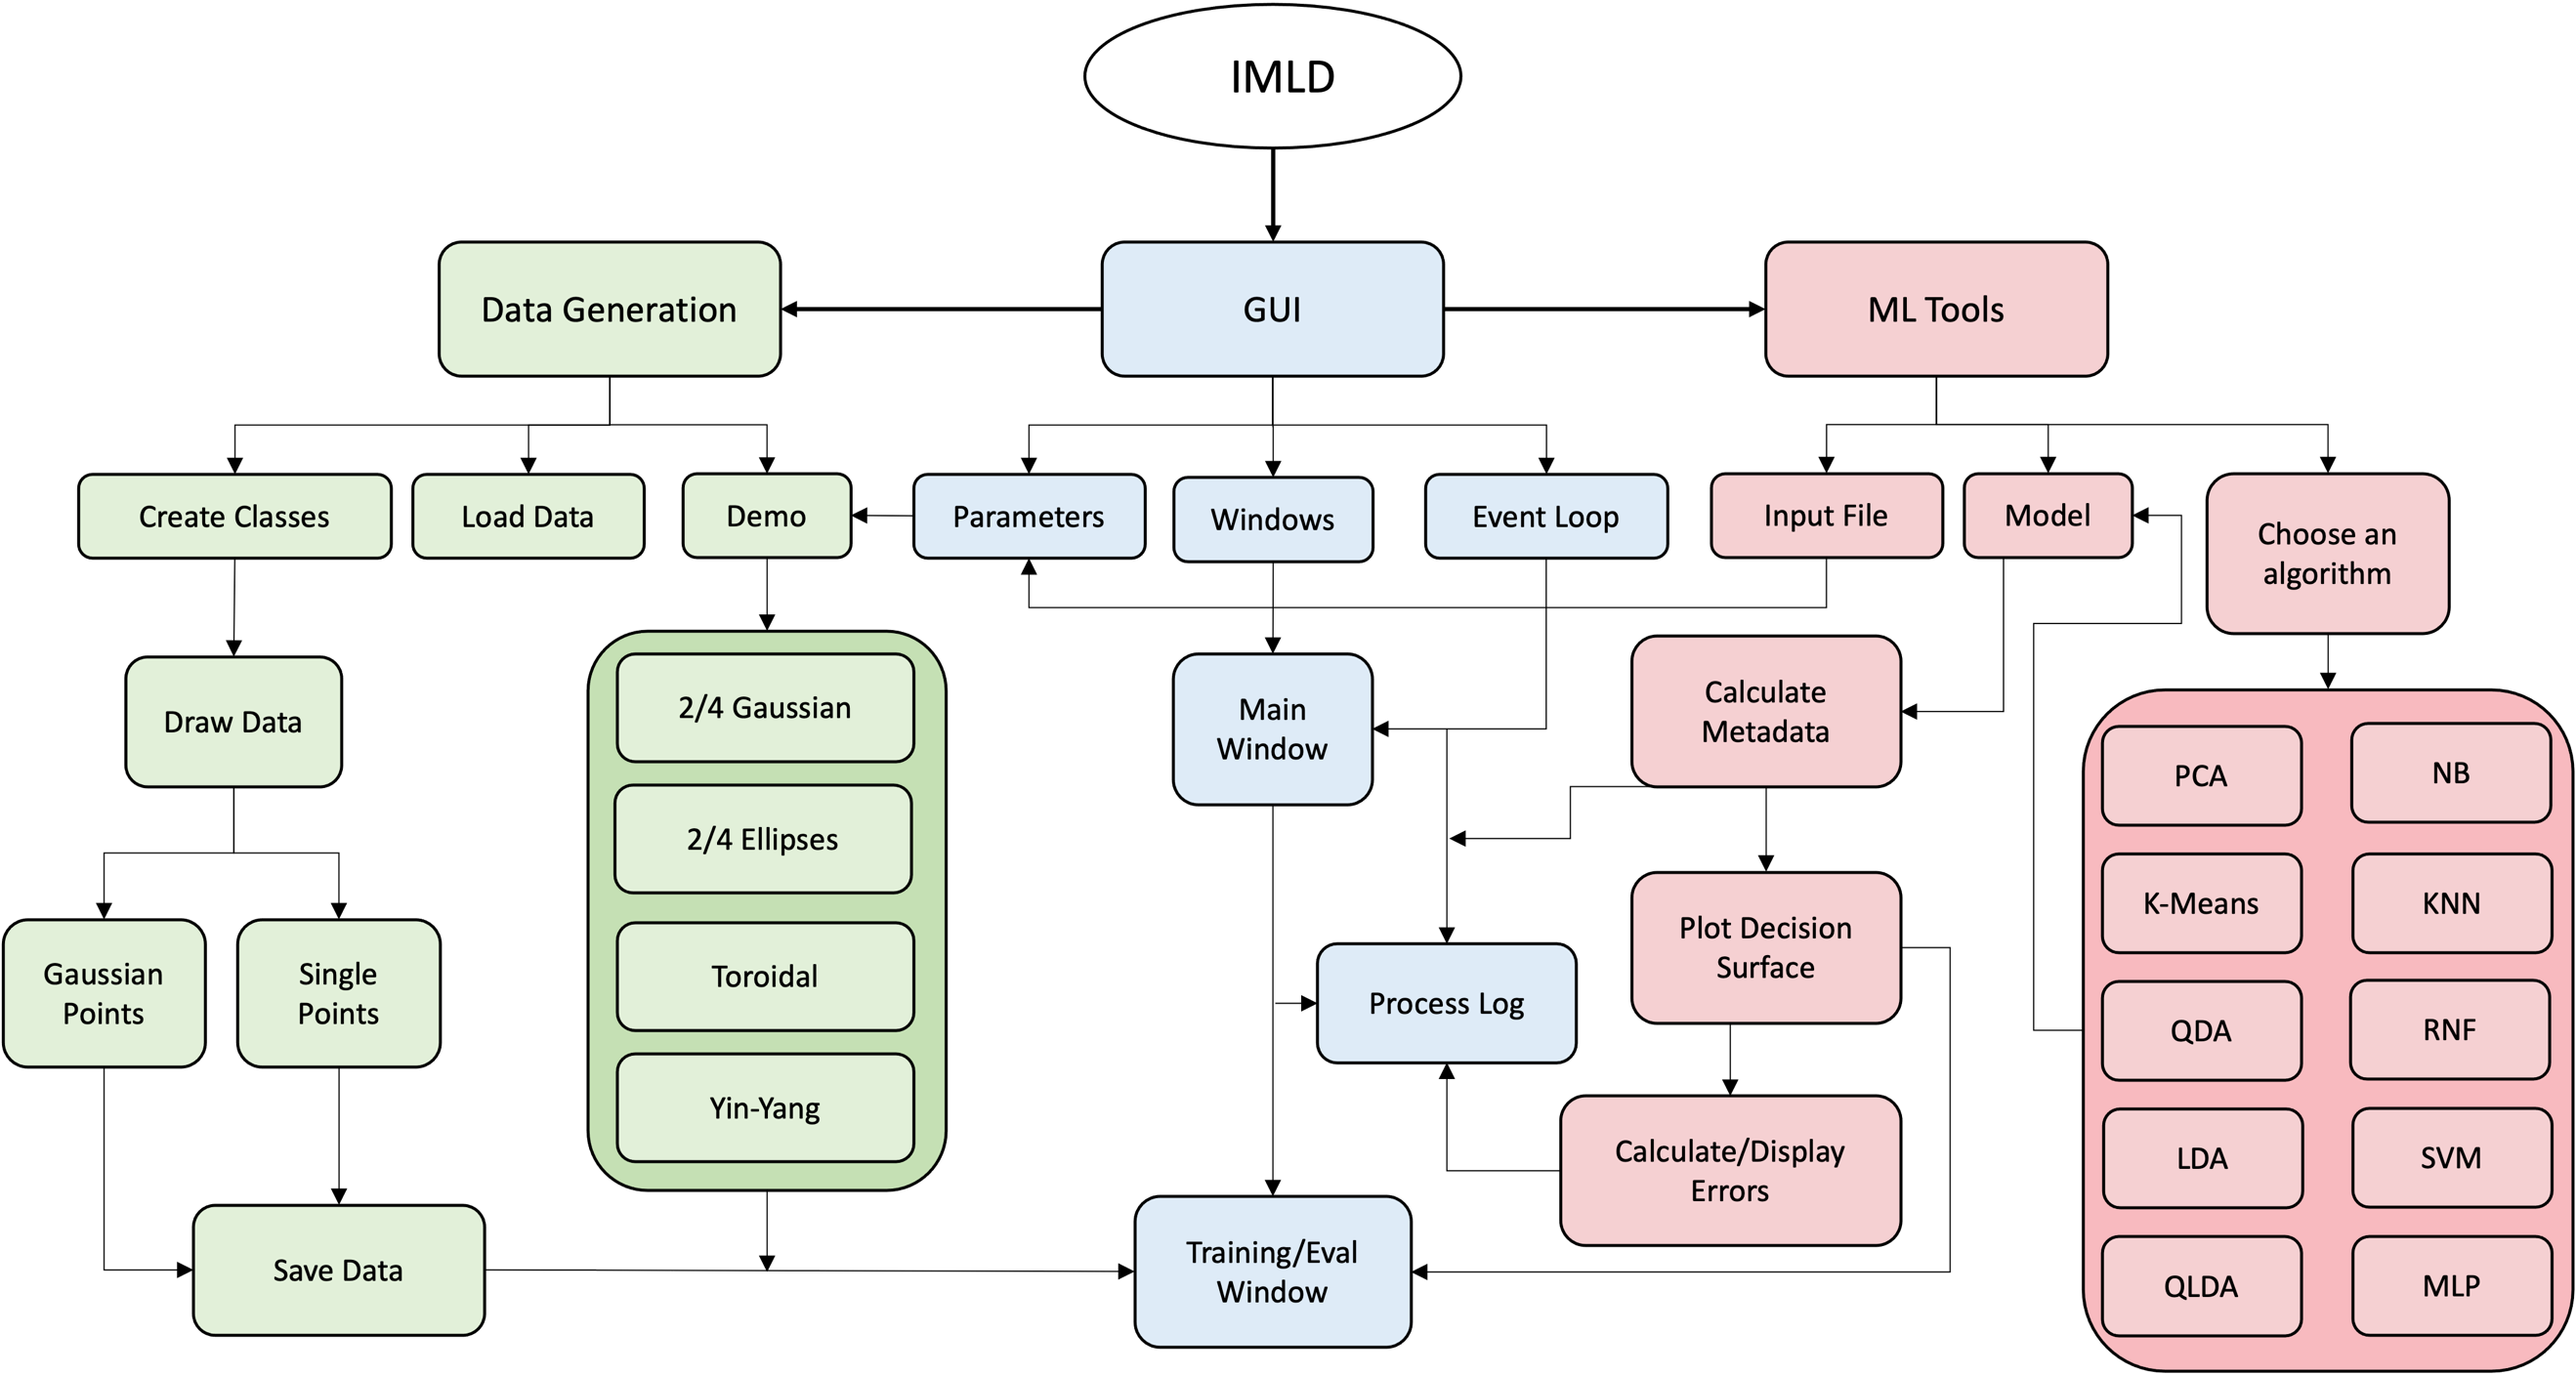 IMLD
Data Generation
GUI
ML Tools
Create Classes
Load Data
Demo
Parameters
Windows
Event Loop
Input File
Model
Choose an
algorithm
Draw Data
2/4 Gaussian
2/4 Ellipses
Toroidal
Yin-Yang
Main
Window
Calculate
Metadata
PCA
NB
K-Means
KNN
QDA
RNF
LDA
SVM
QLDA
MLP
Gaussian
Points
Single
Points
Process Log
Plot Decision
Surface
Calculate/Display
Errors
Save Data
Training/Eval
Window